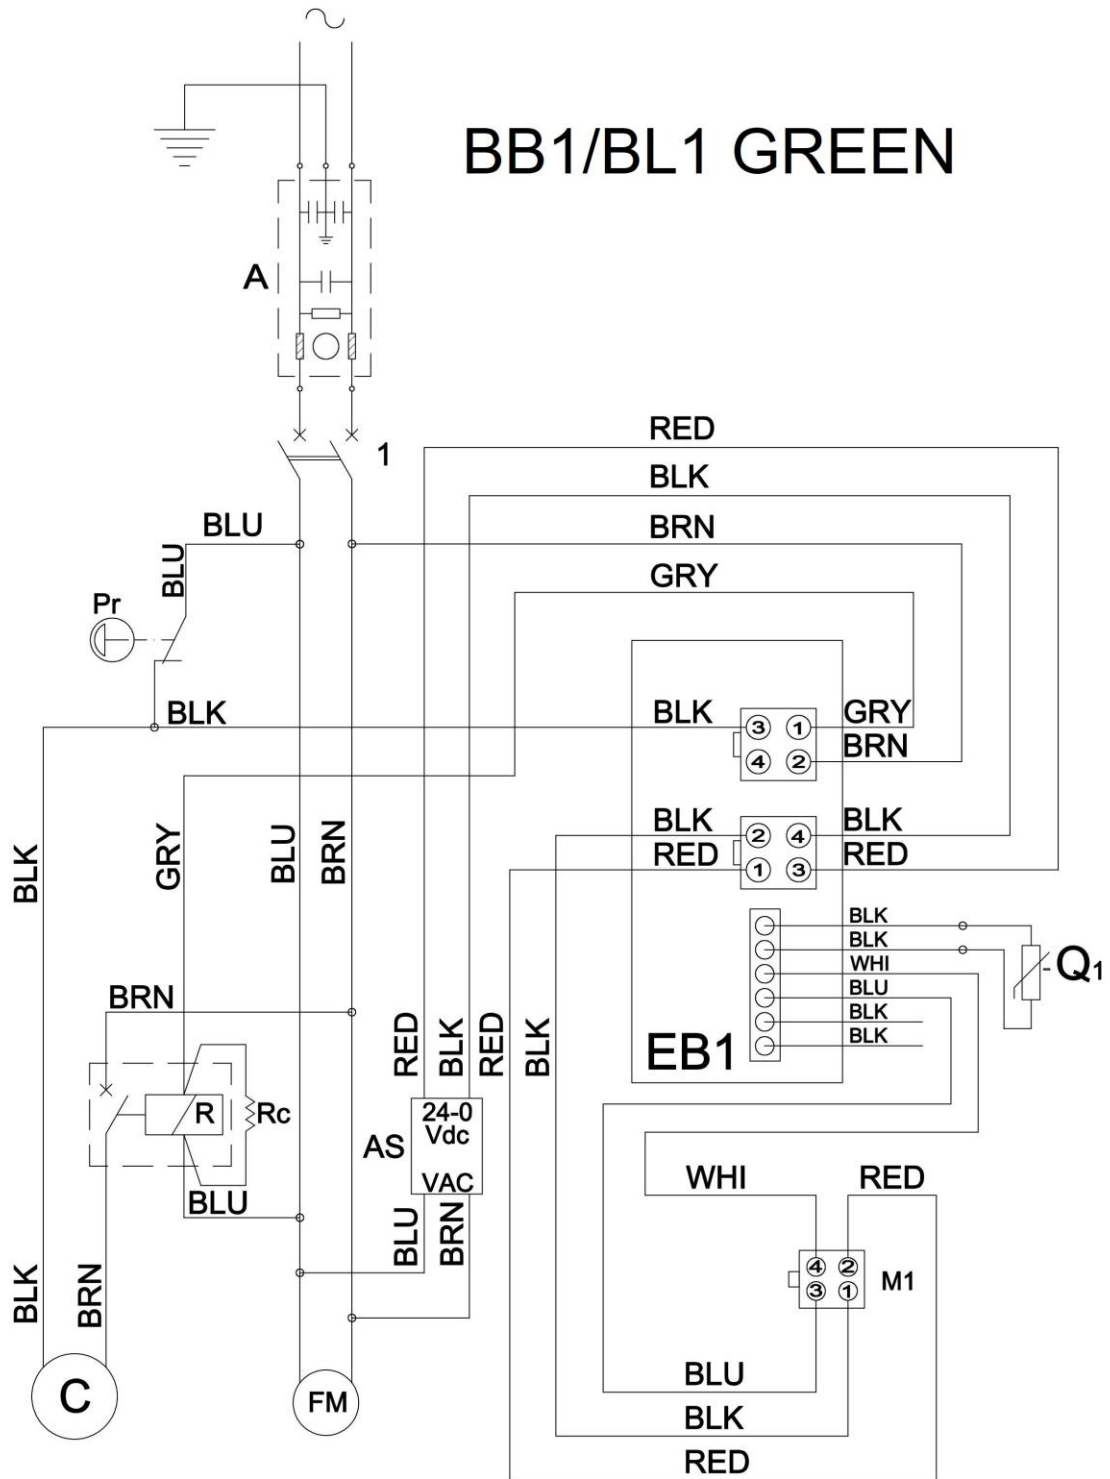 BB1/BL1 GREEN
A
1
RED
BLK
BLU
BRN
BLU
GRY
Pr
BLK
BLK
3
1
GRY
4
2
BRN
BLK
GRY
BLU
BRN
BLK
2
4
BLK
RED
1
3
RED
BLK
BLK
WHI
Q1
BLU
BLK
BLK
EB1
BRN
RED
BLK
RED
BLK
R
Rc
AS
24-0
Vdc
VAC
BLU
WHI
RED
BLU
BRN
4
2
M1
3
1
BLK
BRN
BLU
C
FM
BLK
RED